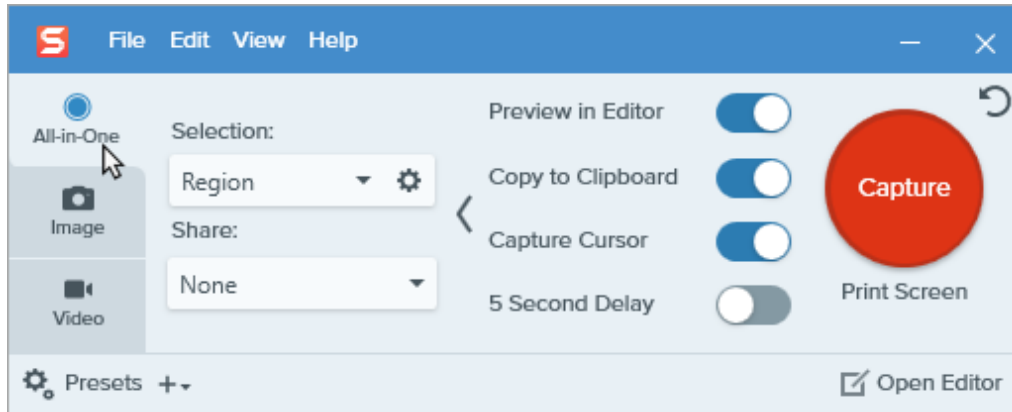 S File Edit View Help
All-in-One
Image
Video
Selection:
Region
Share:
None
Preview in Editor
Copy to Clipboard
Capture Cursor
5 Second Delay
Capture
Print Screen
Presets
Open Editor